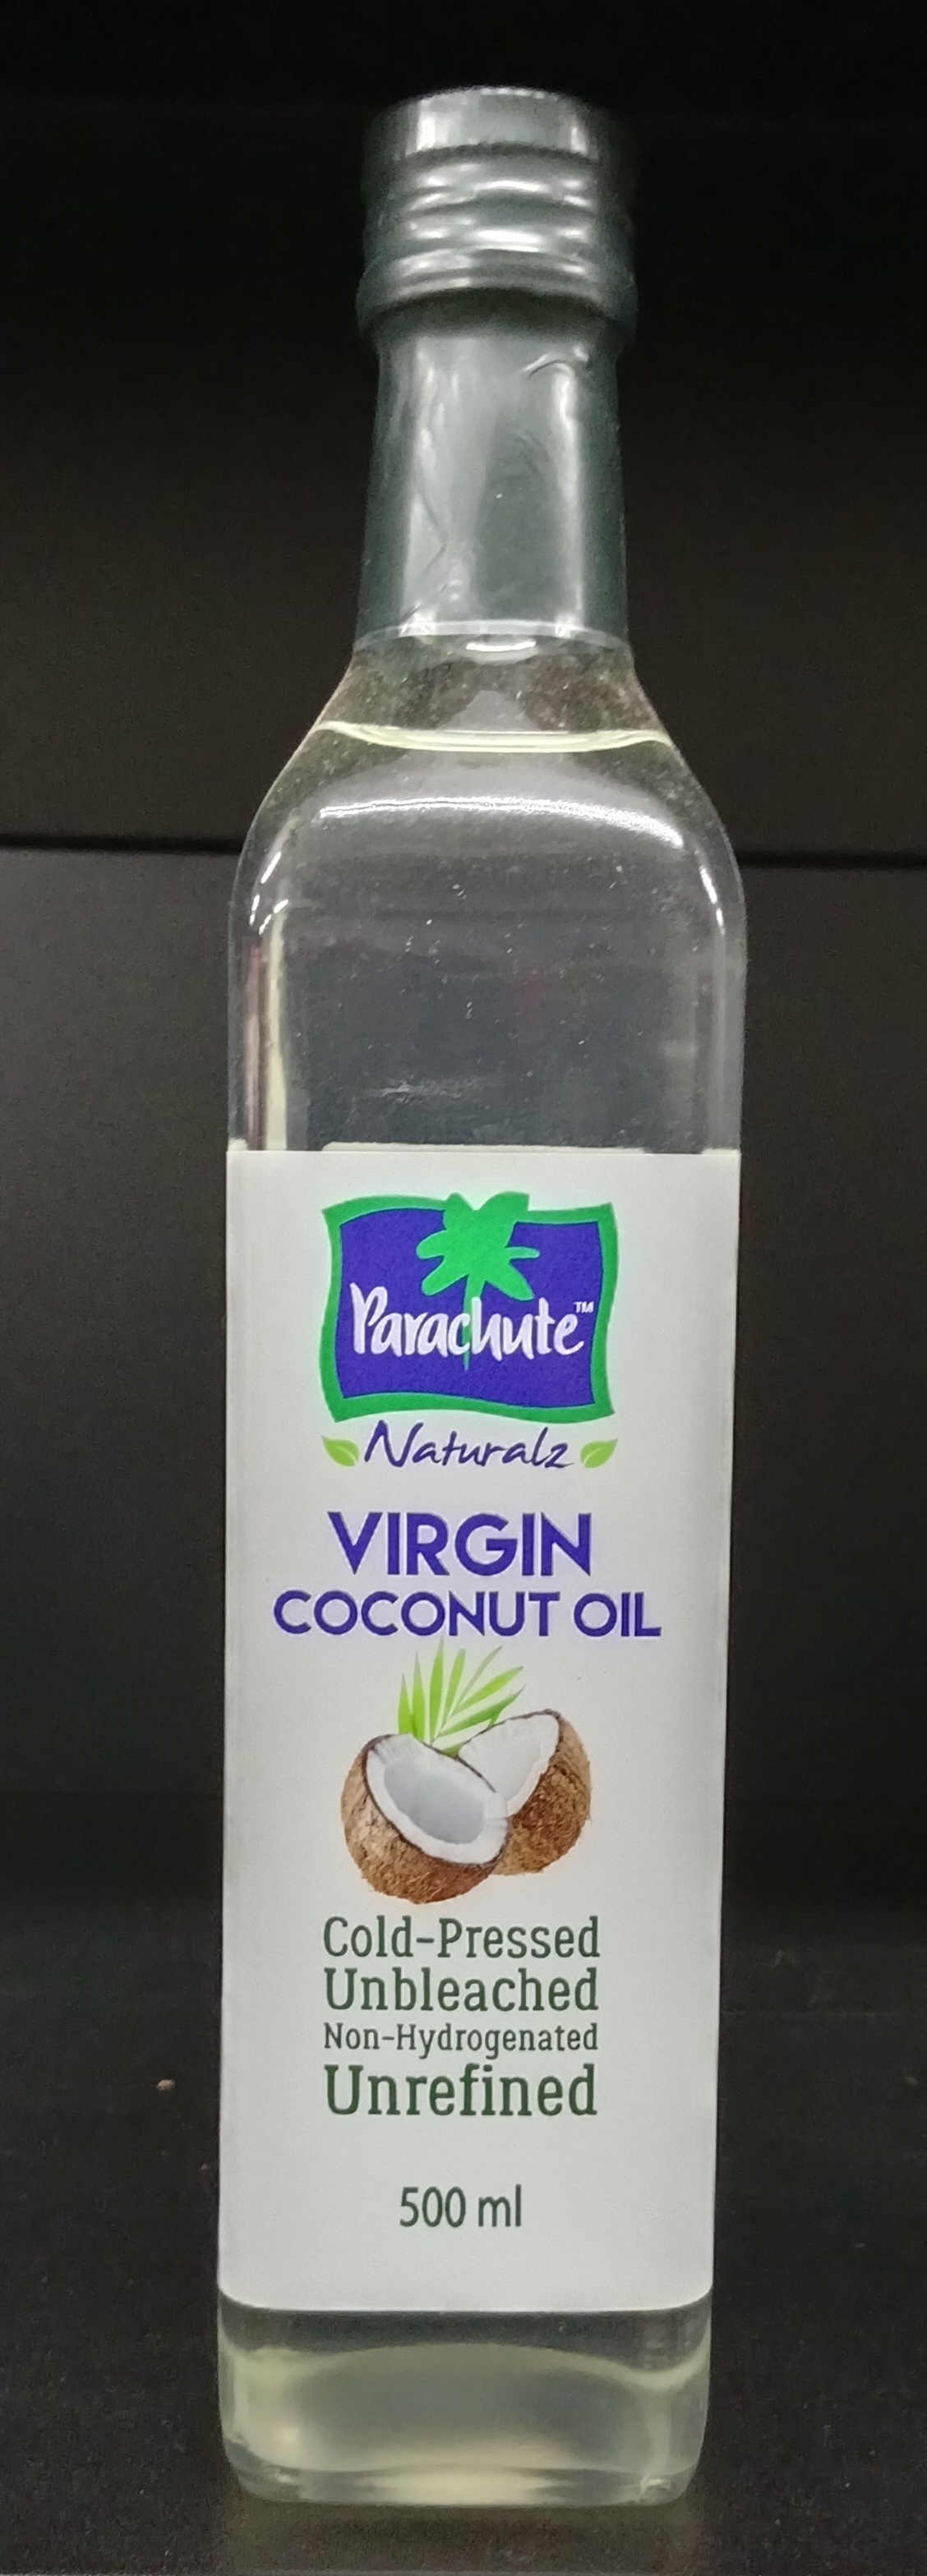 Parachute™
Naturalz
VIRGIN
COCONUT OIL
Cold-Pressed
Unbleached
Non-Hydrogenated
Unrefined
500 ml